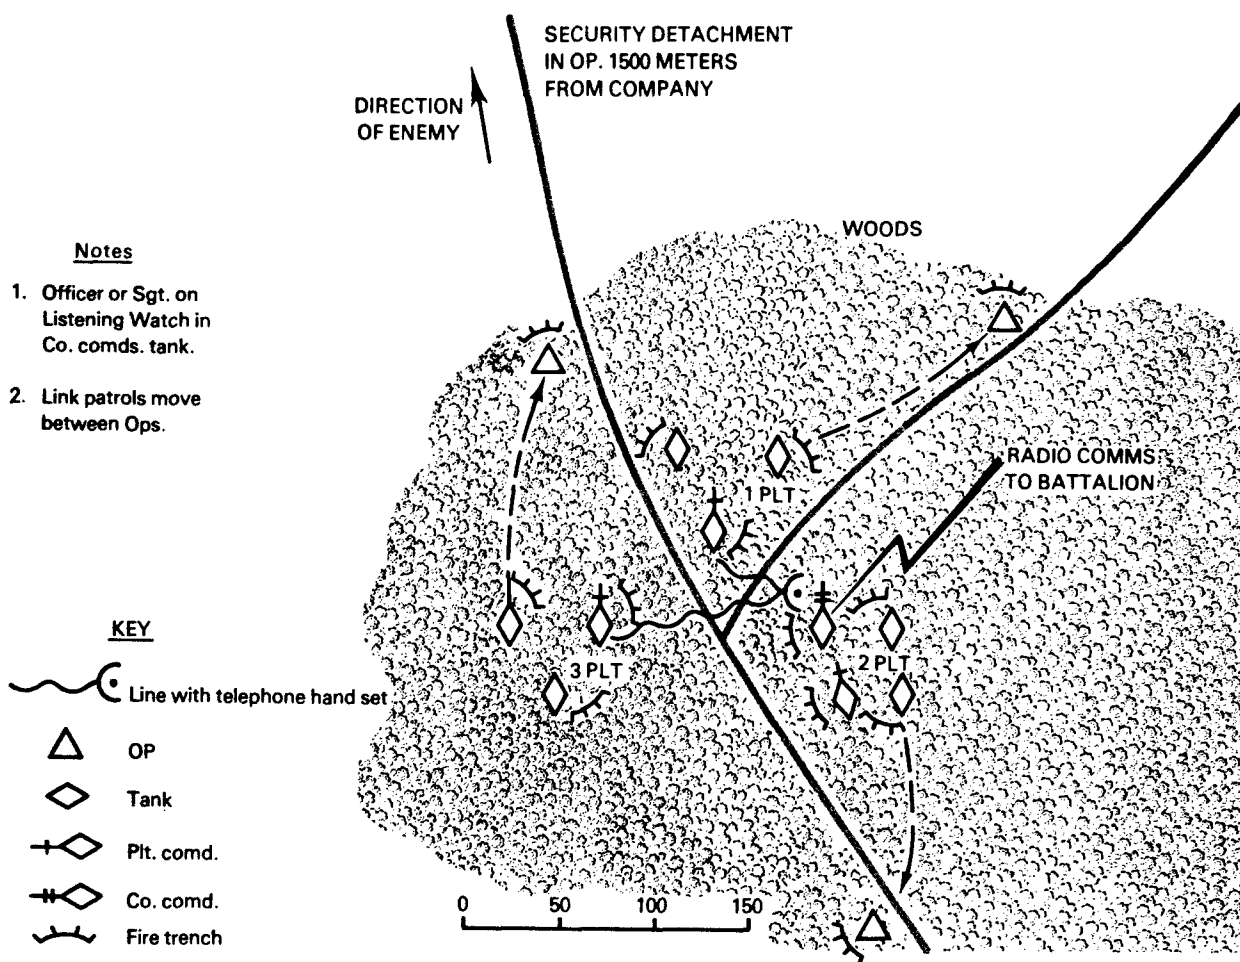 SECURITY DETACHMENT
IN OP. 1500 METERS
FROM COMPANY
DIRECTION
OF ENEMY
WOODS
Notes
1. Officer or Sgt. on
Listening Watch in
Co. comds. tank.
2. Link patrols move
between Ops.
1 PLT
RADIO COMMS
TO BATTALION
3 PLT
2 PLT
KEY
Line with telephone hand set
OP
Tank
Plt. comd.
Co. comd.
Fire trench
0 50 100 150